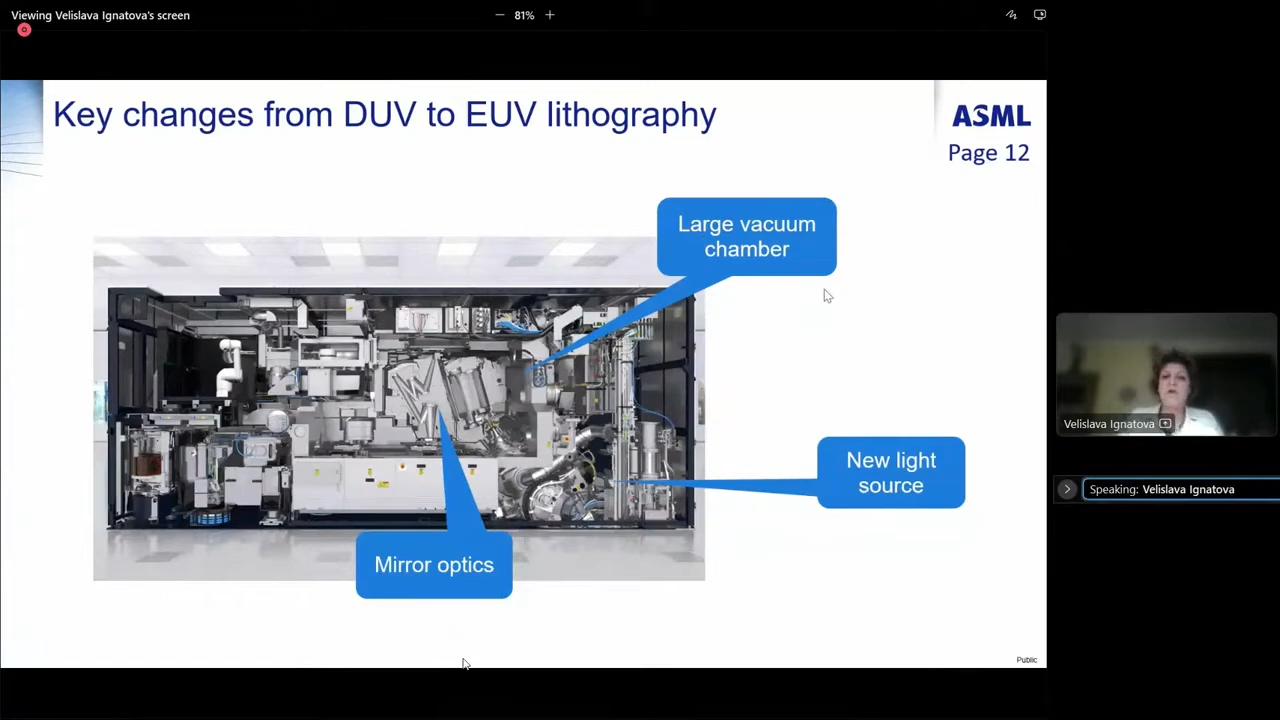 Viewing Velislava Ignatova's screen
81%
Key changes from DUV to EUV lithography
ASML
Page 12
Large vacuum
chamber
New light
source
Mirror optics
Public
Velislava Ignatova
Speaking: Velislava Ignatova